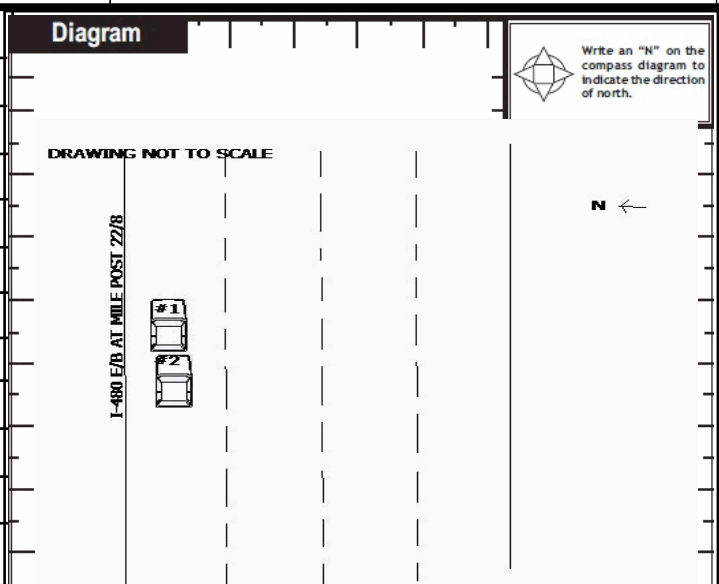 Diagram
Write an “N” on the
compass diagram to
indicate the direction
of north.
DRAWING NOT TO SCALE
N
I-480 E/B AT MILE POST 22/8
#1
#2